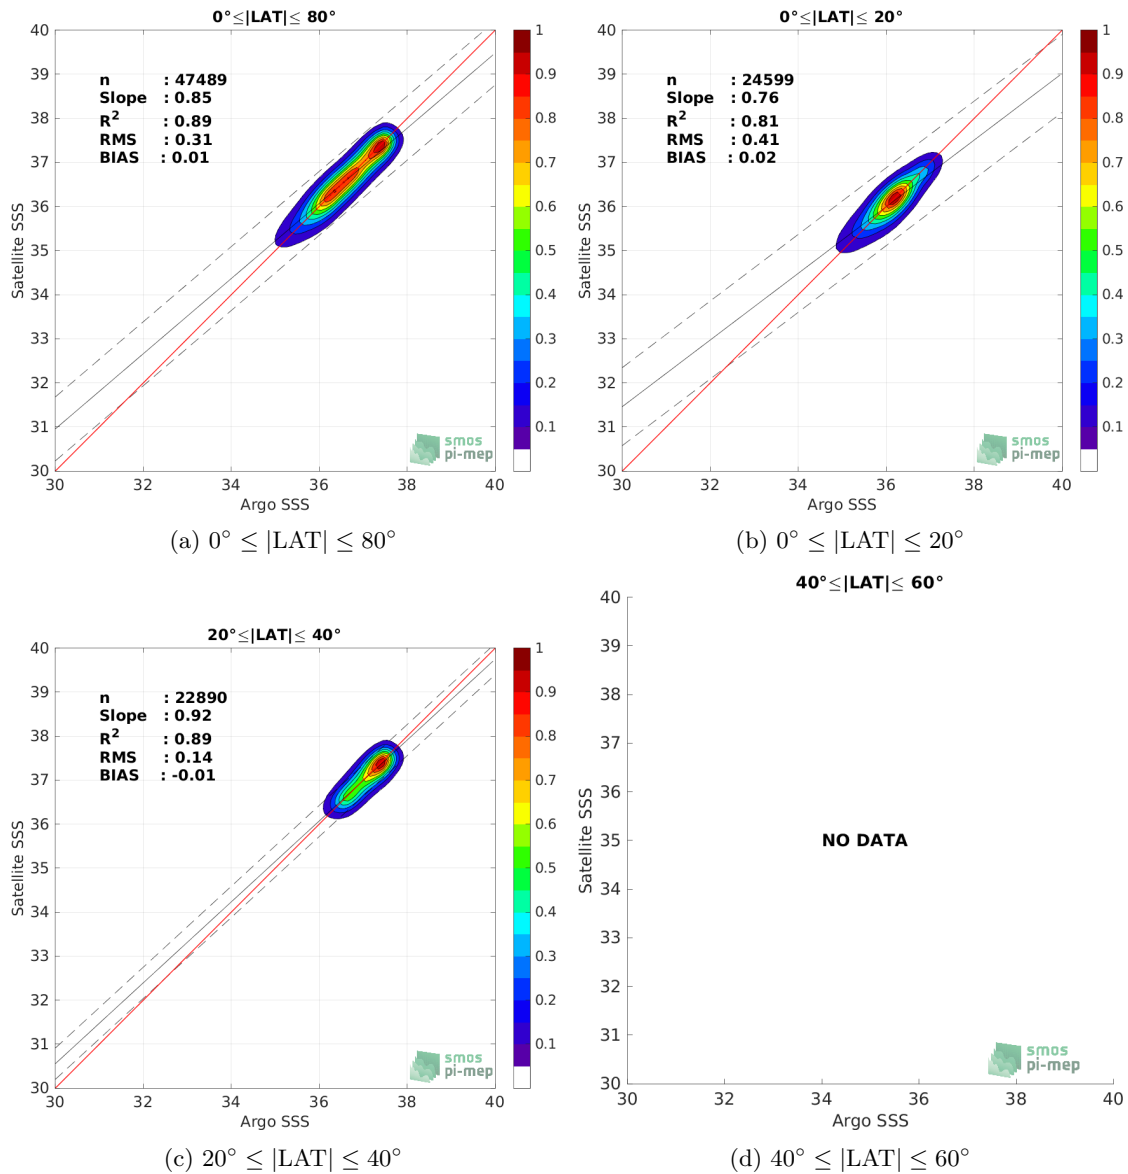 0°≤|LAT|≤ 80°
40
39
38
37
36
35
34
33
32
31
30
Satellite SSS
n : 47489
Slope : 0.85
R² : 0.89
RMS : 0.31
BIAS : 0.01
smos
pi-mep
30 32 34 36 38 40
Argo SSS
1
0.9
0.8
0.7
0.6
0.5
0.4
0.3
0.2
0.1
(a) 0° ≤ |LAT| ≤ 80°
0°≤|LAT|≤ 20°
40
39
38
37
36
35
34
33
32
31
30
Satellite SSS
n : 24599
Slope : 0.76
R² : 0.81
RMS : 0.41
BIAS : 0.02
smos
pi-mep
30 32 34 36 38 40
Argo SSS
1
0.9
0.8
0.7
0.6
0.5
0.4
0.3
0.2
0.1
(b) 0° ≤ |LAT| ≤ 20°
20°≤|LAT|≤ 40°
40
39
38
37
36
35
34
33
32
31
30
Satellite SSS
n : 22890
Slope : 0.92
R² : 0.89
RMS : 0.14
BIAS : -0.01
smos
pi-mep
30 32 34 36 38 40
Argo SSS
1
0.9
0.8
0.7
0.6
0.5
0.4
0.3
0.2
0.1
(c) 20° ≤ |LAT| ≤ 40°
40°≤|LAT|≤ 60°
40
39
38
37
36
35
34
33
32
31
30
Satellite SSS
NO DATA
smos
pi-mep
30 32 34 36 38 40
Argo SSS
(d) 40° ≤ |LAT| ≤ 60°